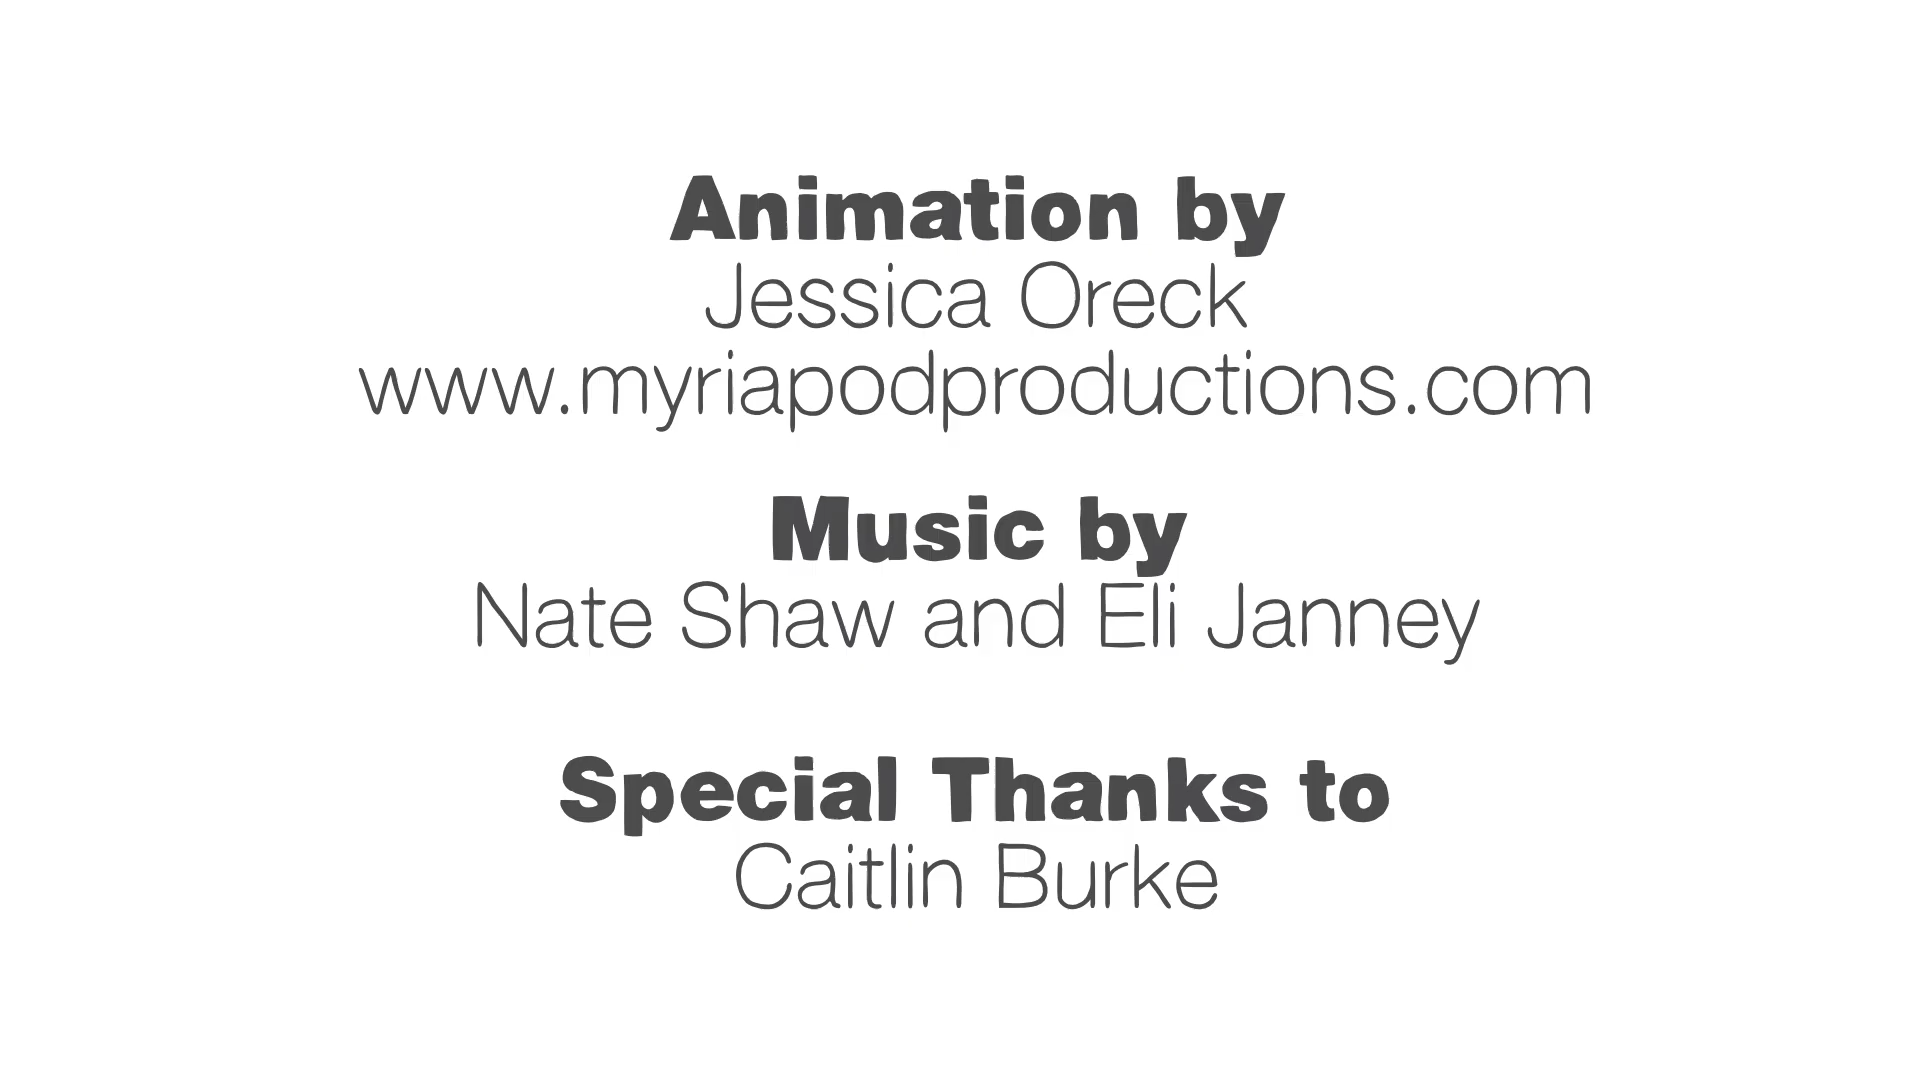 Animation by
Jessica Oreck
www.myriapodproductions.com
Music by
Nate Shaw and Eli Janney
Special Thanks to
Caitlin Burke